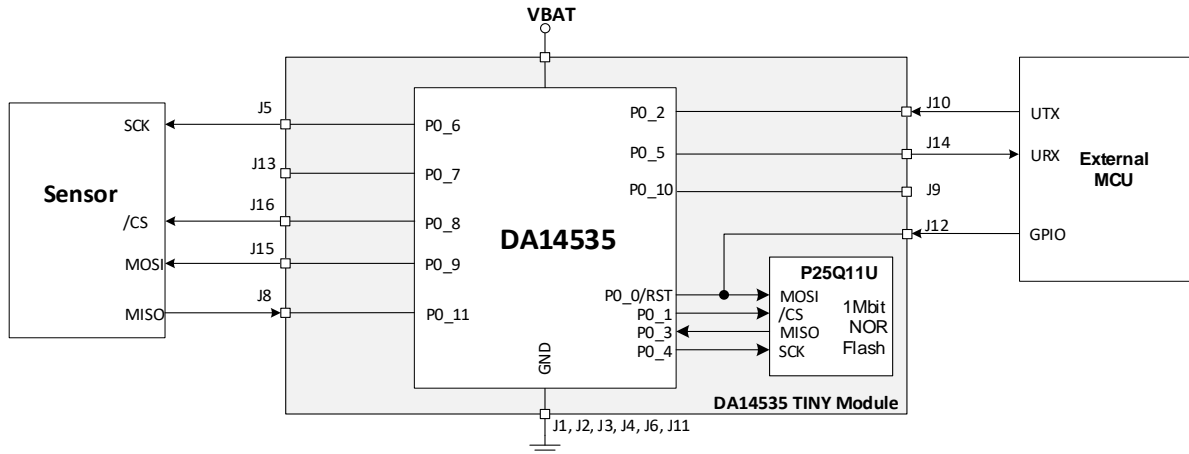 VBAT
Sensor
SCK
/CS
MOSI
MISO
J5
J13
J16
J15
J8
P0_6
P0_7
P0_8
P0_9
P0_11
DA14535
GND
P0_2
P0_5
P0_10
P0_0/RST
P0_1
P0_3
P0_4
P25Q11U
MOSI
/CS
MISO
SCK
1Mbit
NOR
Flash
DA14535 TINY Module
J1, J2, J3, J4, J6, J11
J10
J14
J9
J12
UTX
URX
GPIO
External
MCU